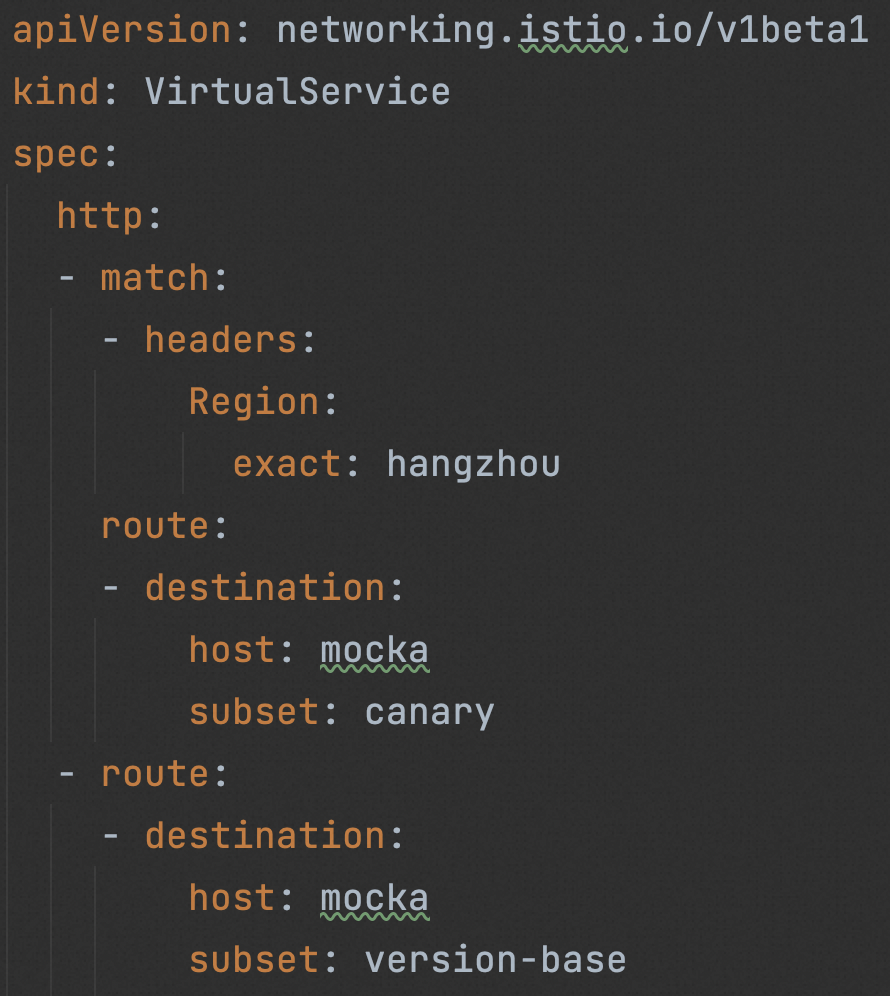 apiVersion: networking.istio.io/v1beta1
kind: VirtualService
spec:
  http:
  - match:
    - headers:
        Region:
          exact: hangzhou
    route:
    - destination:
        host: mocka
        subset: canary
  - route:
    - destination:
        host: mocka
        subset: version-base